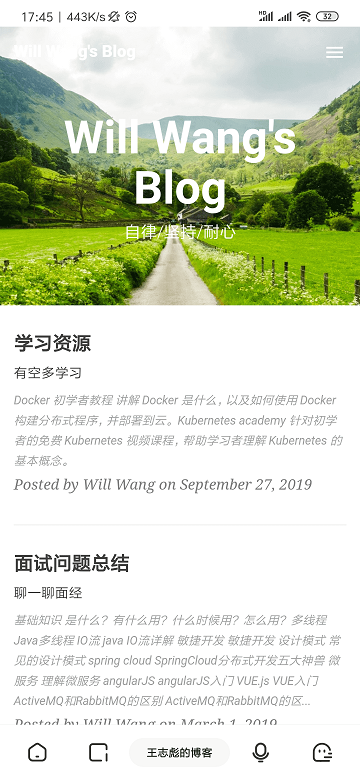 17:45 | 443K/s
HD
32
Will Wang's Blog
Will Wang's
Blog
自律/坚持/耐心
学习资源
有空多学习
Docker 初学者教程 讲解 Docker 是什么，以及如何使用 Docker
构建分布式程序，并部署到云。Kubernetes academy 针对初学
者的免费 Kubernetes 视频课程，帮助学习者理解 Kubernetes 的
基本概念。
Posted by Will Wang on September 27, 2019
面试问题总结
聊一聊面经
基础知识 是什么？有什么用？什么时候用？怎么用？多线程
Java多线程 IO流 java IO流详解 敏捷开发 敏捷开发 设计模式 常
见的设计模式 spring cloud SpringCloud分布式开发五大神兽 微
服务 理解微服务 angularJS angularJS入门 VUE.js VUE入门
ActiveMQ和RabbitMQ的区别 ActiveMQ和RabbitMQ的区...
Posted by Will Wang on March 1, 2019
王志彪的博客